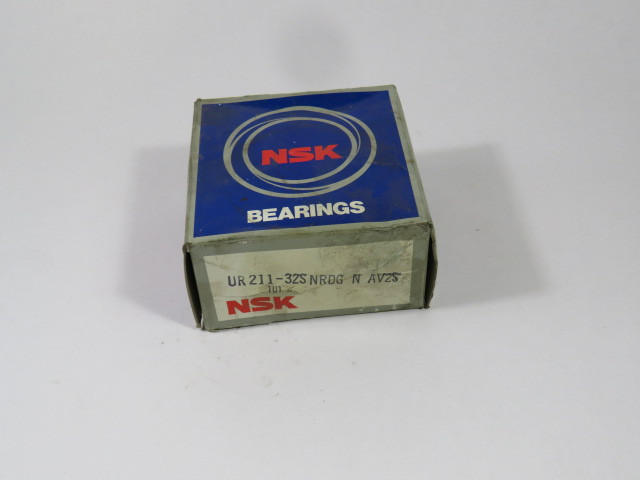 NSK
BEARINGS
UR211-32S NRDG N AV2S
NSK